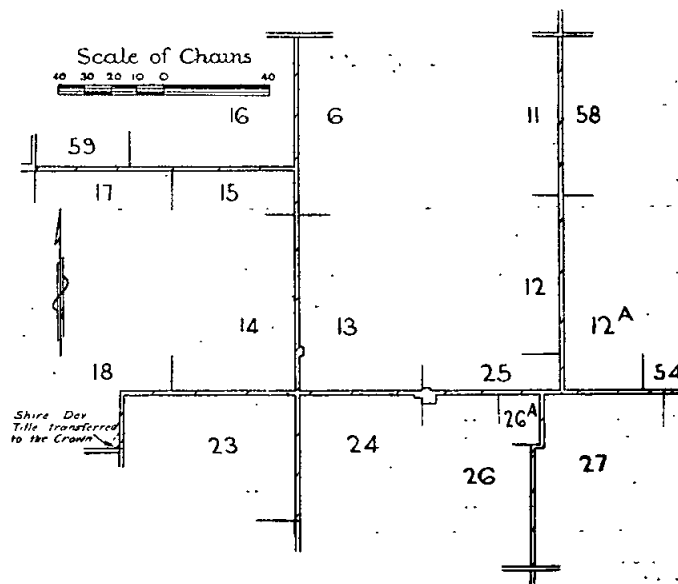 Scale of Chains
40 30 20 10 0 40
16 6 11 58
59
17 15
12
14 13 12A
18 25 54
Shire Dev
Title transferred
to the Crown
26A
23 24
26 27